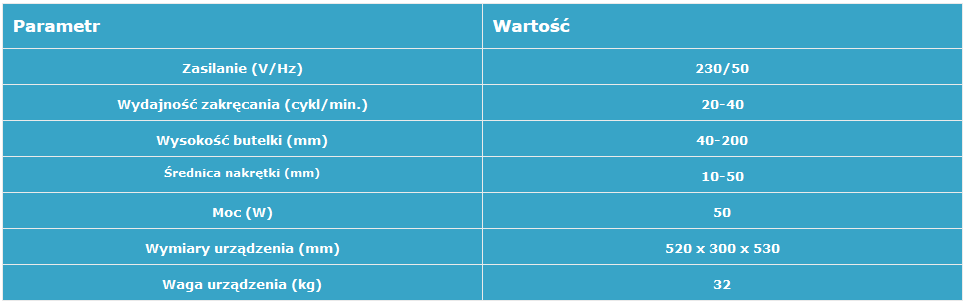 Parametr Wartość
Zasilanie (V/Hz) 230/50
Wydajność zakręcania (cykl/min.) 20-40
Wysokość butelki (mm) 40-200
Średnica nakrętki (mm) 10-50
Moc (W) 50
Wymiary urządzenia (mm) 520 x 300 x 530
Waga urządzenia (kg) 32